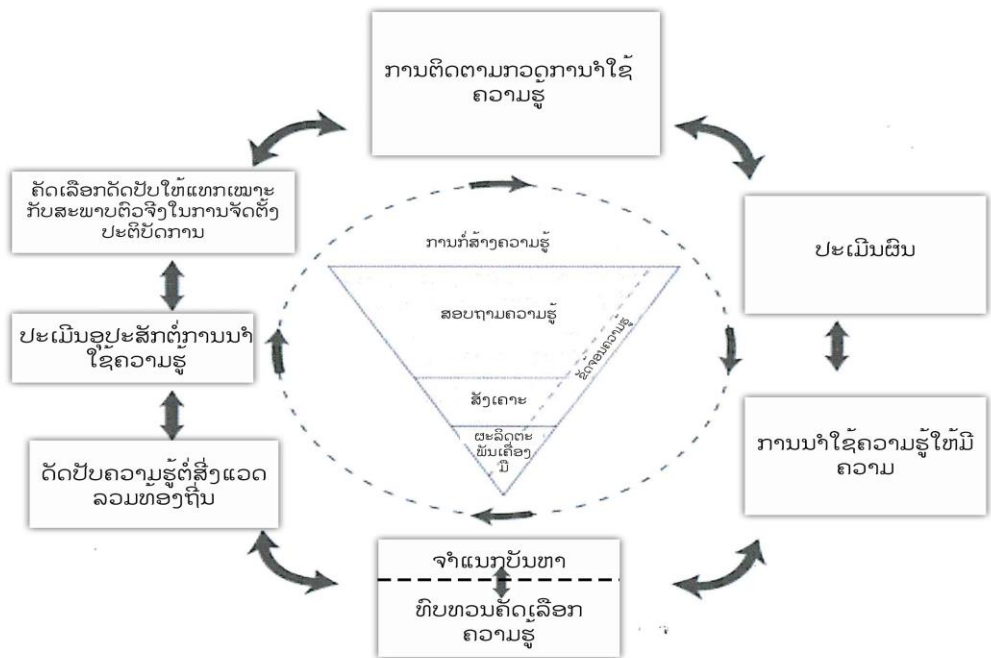 ການຕິດຕາມກວດການຳໃຊ້
ຄວາມຮູ້
ຄັດເລືອກດັດປັບໃຫ້ແທກເໝາະ
ກັບສະພາບຕົວຈິງໃນການຈັດຕັ້ງ
ປະຕິບັດການ
ການກໍ່ສ້າງຄວາມຮູ້
ປະເມີນຜົນ
ສອບຖາມຄວາມຮູ້
ຂັດຈ່ອນຄວາມຮູ້
ປະເມີນອຸປະສັກຕໍ່ການນຳ
ໃຊ້ຄວາມຮູ້
ສັງເຄາະ
ຜະລິດຕະ
ພັນເຄື່ອງ
ມື
ການນຳໃຊ້ຄວາມຮູ້ໃຫ້ມີ
ຄວາມ
ດັດປັບຄວາມຮູ້ຕໍ່ສິ່ງແວດ
ລວມທ້ອງຖິ່ນ
ຈຳແນກບັນຫາ
ທົບທວນຄັດເລືອກ
ຄວາມຮູ້